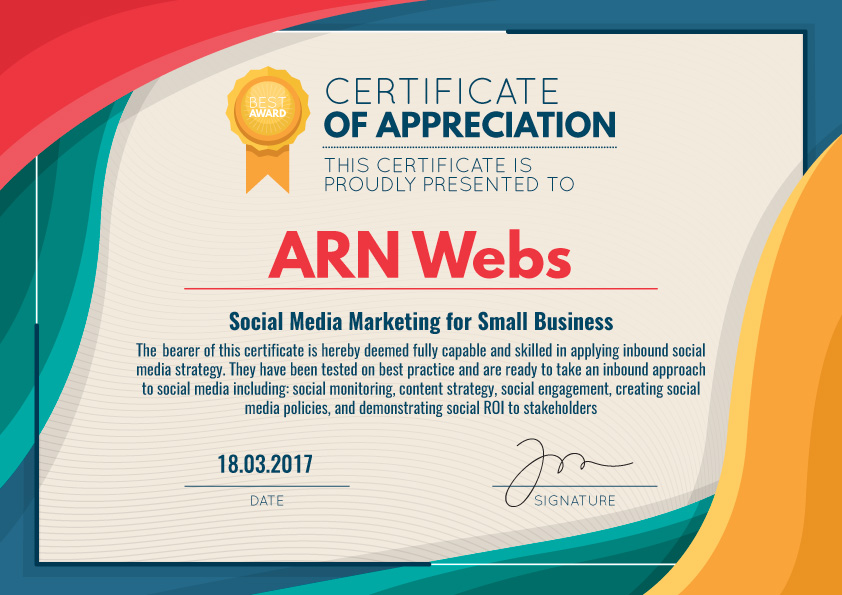 BEST
AWARD
CERTIFICATE
OF APPRECIATION
THIS CERTIFICATE IS
PROUDLY PRESENTED TO
ARN Webs
Social Media Marketing for Small Business
The bearer of this certificate is hereby deemed fully capable and skilled in applying inbound social
media strategy. They have been tested on best practice and are ready to take an inbound approach
to social media including: social monitoring, content strategy, social engagement, creating social
media policies, and demonstrating social ROI to stakeholders
18.03.2017
DATE
SIGNATURE